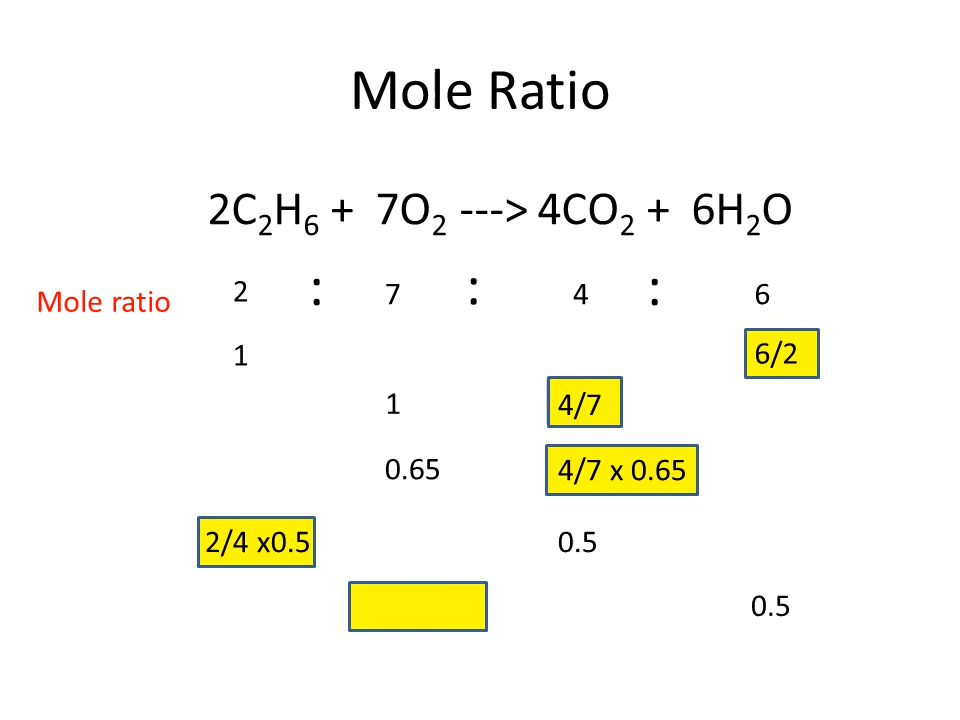 Mole Ratio
2C₂H₆ + 7O₂ ---> 4CO₂ + 6H₂O
Mole ratio 2 : 7 : 4 : 6
1 6/2
1 4/7
0.65 4/7 x 0.65
2/4 x0.5 0.5
0.5